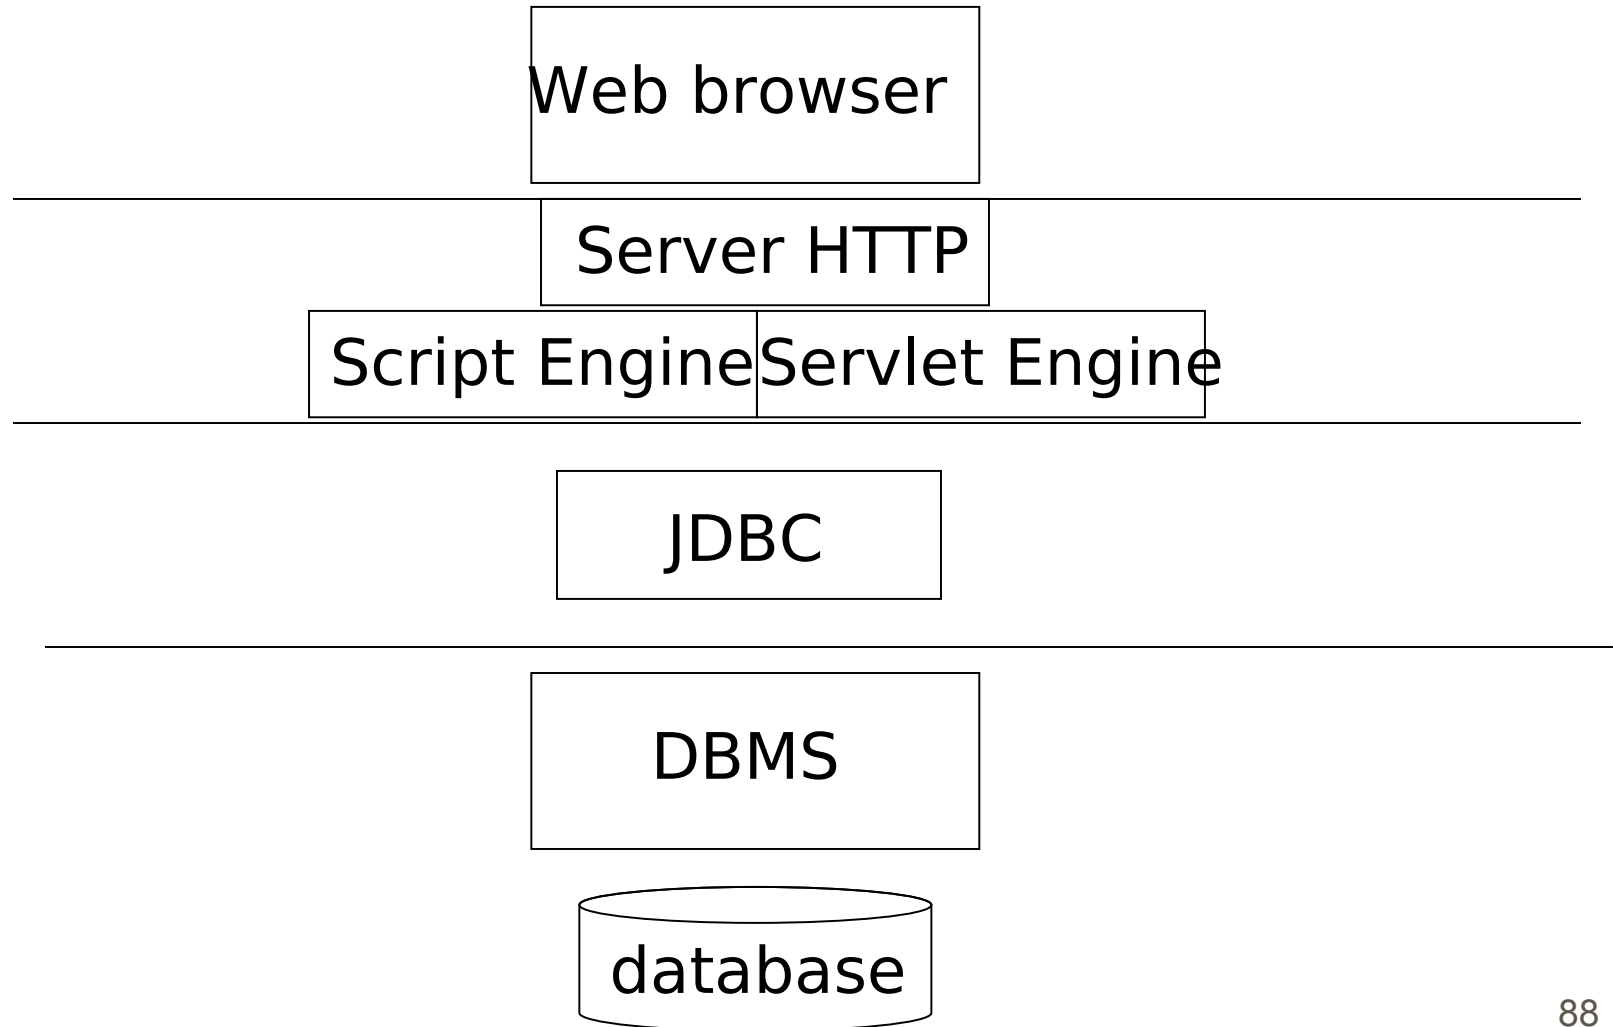 Web browser
Server HTTP
Script Engine Servlet Engine
JDBC
DBMS
database
88